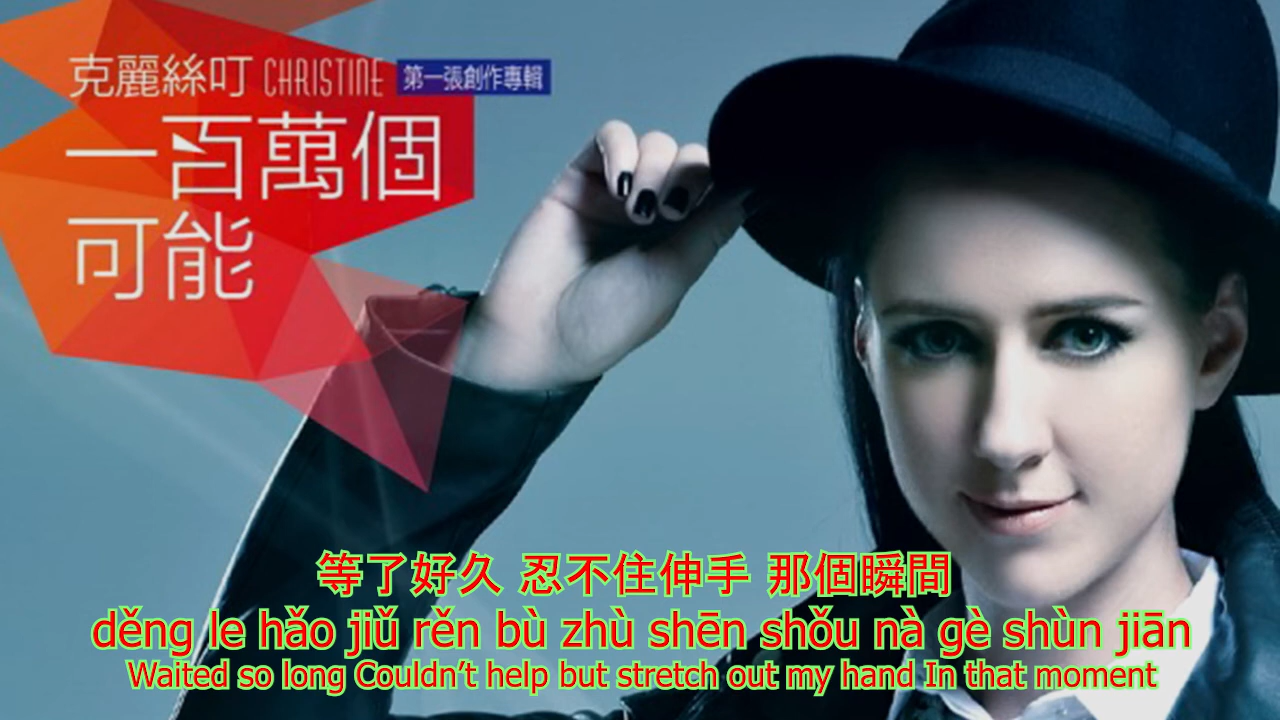 克麗絲叮 CHRISTINE 第一張創作專輯
一百萬個
可能
等了好久 忍不住伸手 那個瞬間
děng le hǎo jiǔ rěn bù zhù shēn shǒu nà gè shùn jiān
Waited so long Couldn’t help but stretch out my hand In that moment